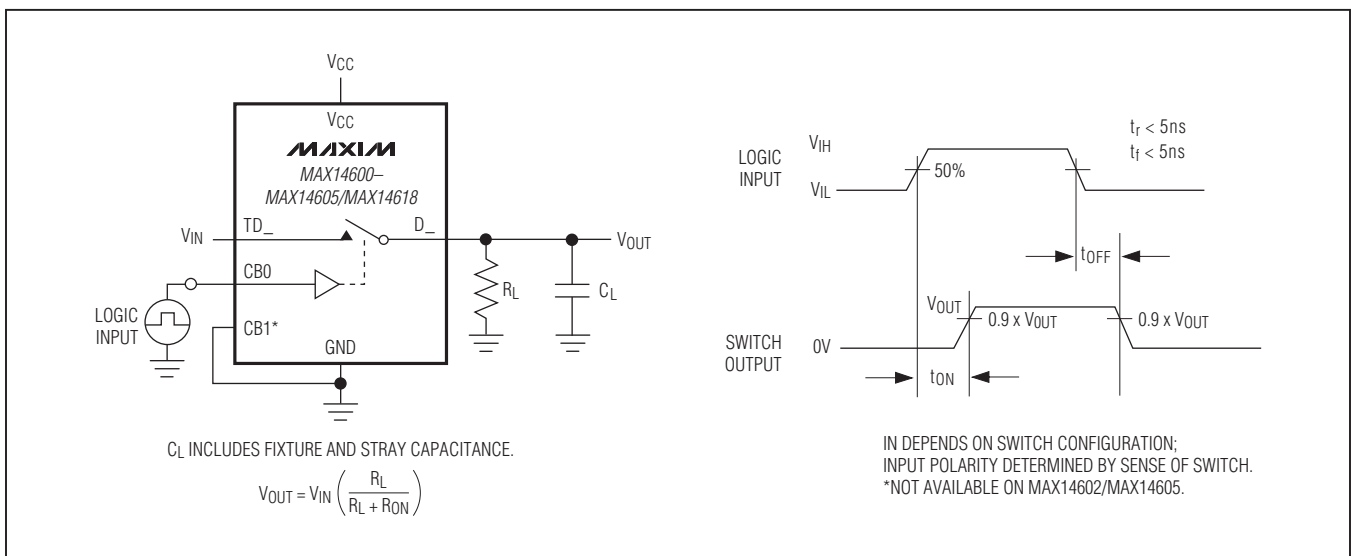 VCC
VCC
MAXIM
MAX14600–
MAX14605/MAX14618
VIN
TD_
D_
VOUT
CB0
RL
CL
LOGIC
INPUT
CB1*
GND
CL INCLUDES FIXTURE AND STRAY CAPACITANCE.
VOUT = VIN ( RL / RL + RON )
LOGIC
INPUT
VIH
VIL
50%
tr < 5ns
tf < 5ns
tOFF
VOUT
0.9 x VOUT
0.9 x VOUT
SWITCH
OUTPUT
0V
tON
IN DEPENDS ON SWITCH CONFIGURATION;
INPUT POLARITY DETERMINED BY SENSE OF SWITCH.
*NOT AVAILABLE ON MAX14602/MAX14605.